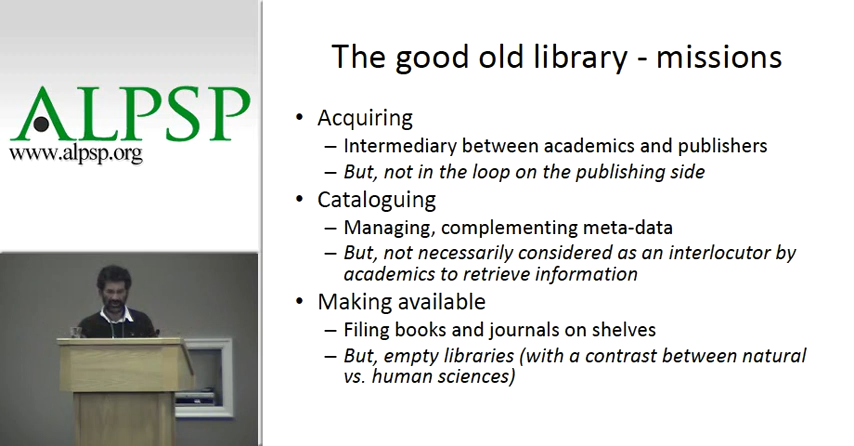 ALPSP
www.alpsp.org
The good old library - missions
• Acquiring
– Intermediary between academics and publishers
– But, not in the loop on the publishing side
• Cataloguing
– Managing, complementing meta-data
– But, not necessarily considered as an interlocutor by
academics to retrieve information
• Making available
– Filing books and journals on shelves
– But, empty libraries (with a contrast between natural
vs. human sciences)